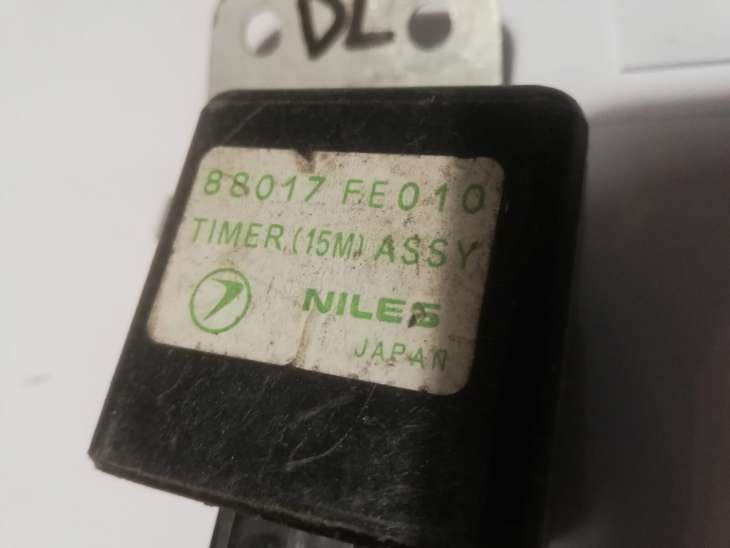 DL
88017 FE010
TIMER (15M) ASSY
NILES
JAPAN